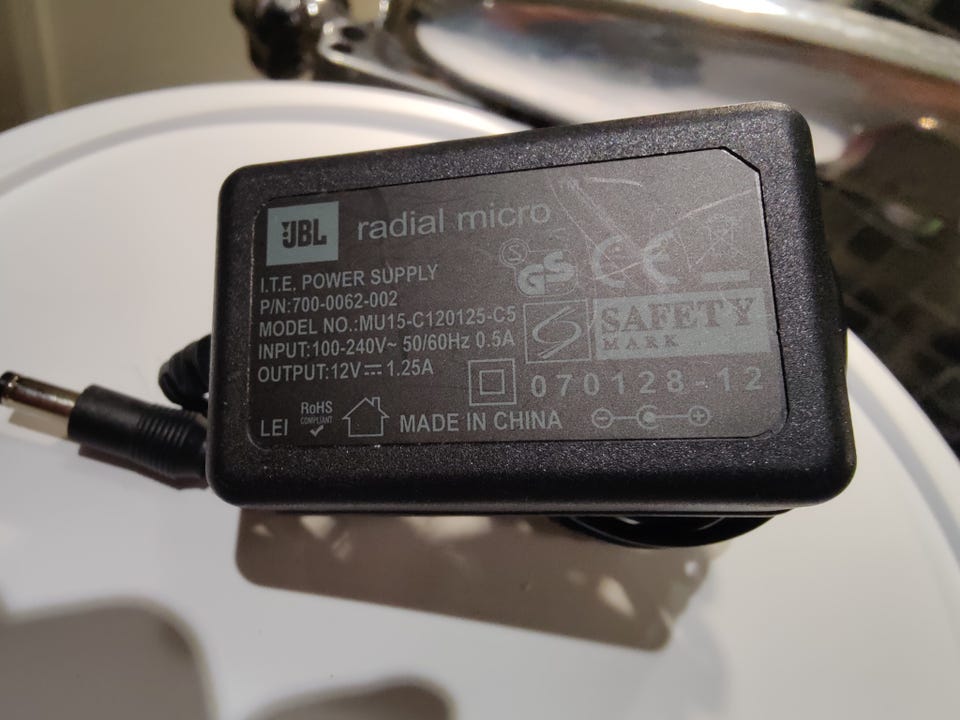 JBL radial micro
I.T.E. POWER SUPPLY
P/N:700-0062-002
MODEL NO.:MU15-C120125-C5
INPUT:100-240V~ 50/60Hz 0.5A
OUTPUT:12V⎓1.25A
GS CE
S SAFETY
MARK
070128-12
LEI RoHS
COMPLIANT
MADE IN CHINA